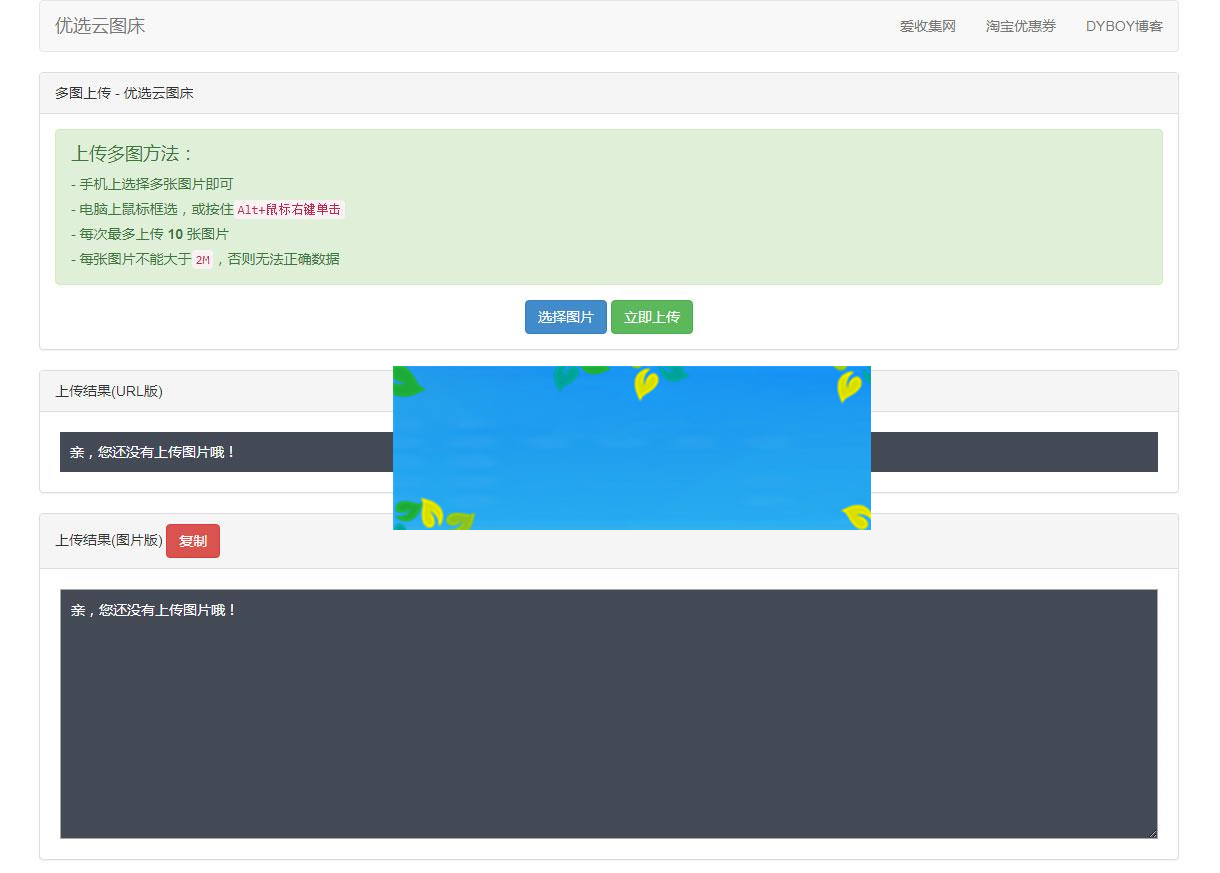 优选云图床
爱收集网 淘宝优惠券 DYBOY博客
多图上传 - 优选云图床
上传多图方法：
- 手机上选择多张图片即可
- 电脑上鼠标框选，或按住 Alt+鼠标右键单击
- 每次最多上传 10 张图片
- 每张图片不能大于 2M ，否则无法正确数据
选择图片 立即上传
上传结果(URL版)
亲，您还没有上传图片哦！
上传结果(图片版) 复制
亲，您还没有上传图片哦！